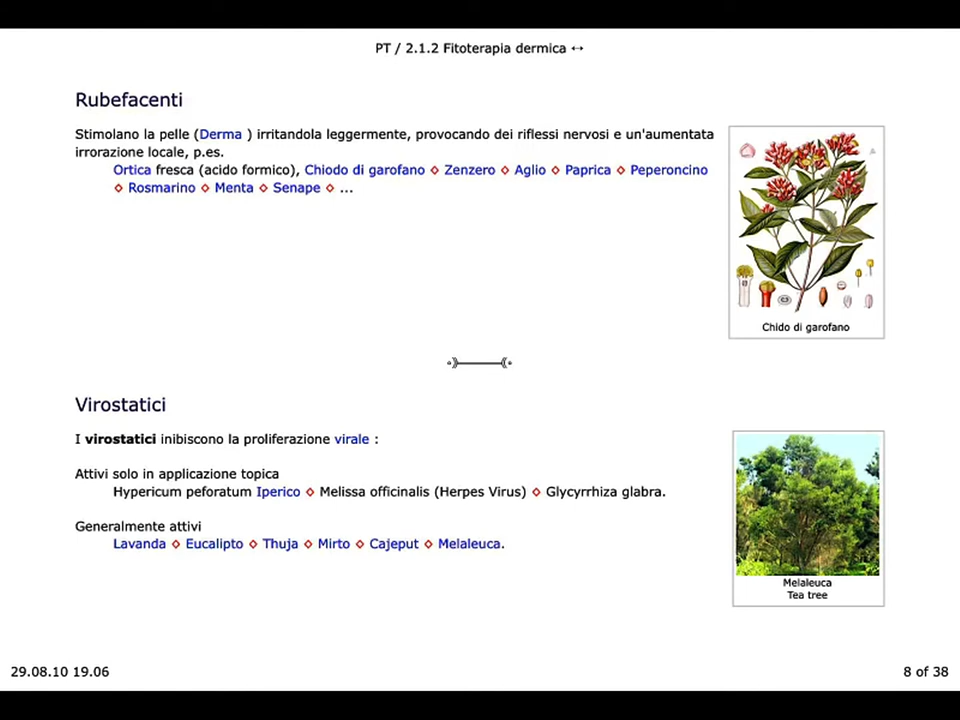 PT / 2.1.2 Fitoterapia dermica ↔
Rubefacenti
Stimolano la pelle (Derma ) irritandola leggermente, provocando dei riflessi nervosi e un'aumentata
irrorazione locale, p.es.
Ortica fresca (acido formico), Chiodo di garofano ◇ Zenzero ◇ Aglio ◇ Paprica ◇ Peperoncino
◇ Rosmarino ◇ Menta ◇ Senape ◇ ...
Chido di garofano
Virostatici
I virostatici inibiscono la proliferazione virale :
Attivi solo in applicazione topica
Hypericum peforatum Iperico ◇ Melissa officinalis (Herpes Virus) ◇ Glycyrrhiza glabra.
Generalmente attivi
Lavanda ◇ Eucalipto ◇ Thuja ◇ Mirto ◇ Cajeput ◇ Melaleuca.
Melaleuca
Tea tree
29.08.10 19.06
8 of 38